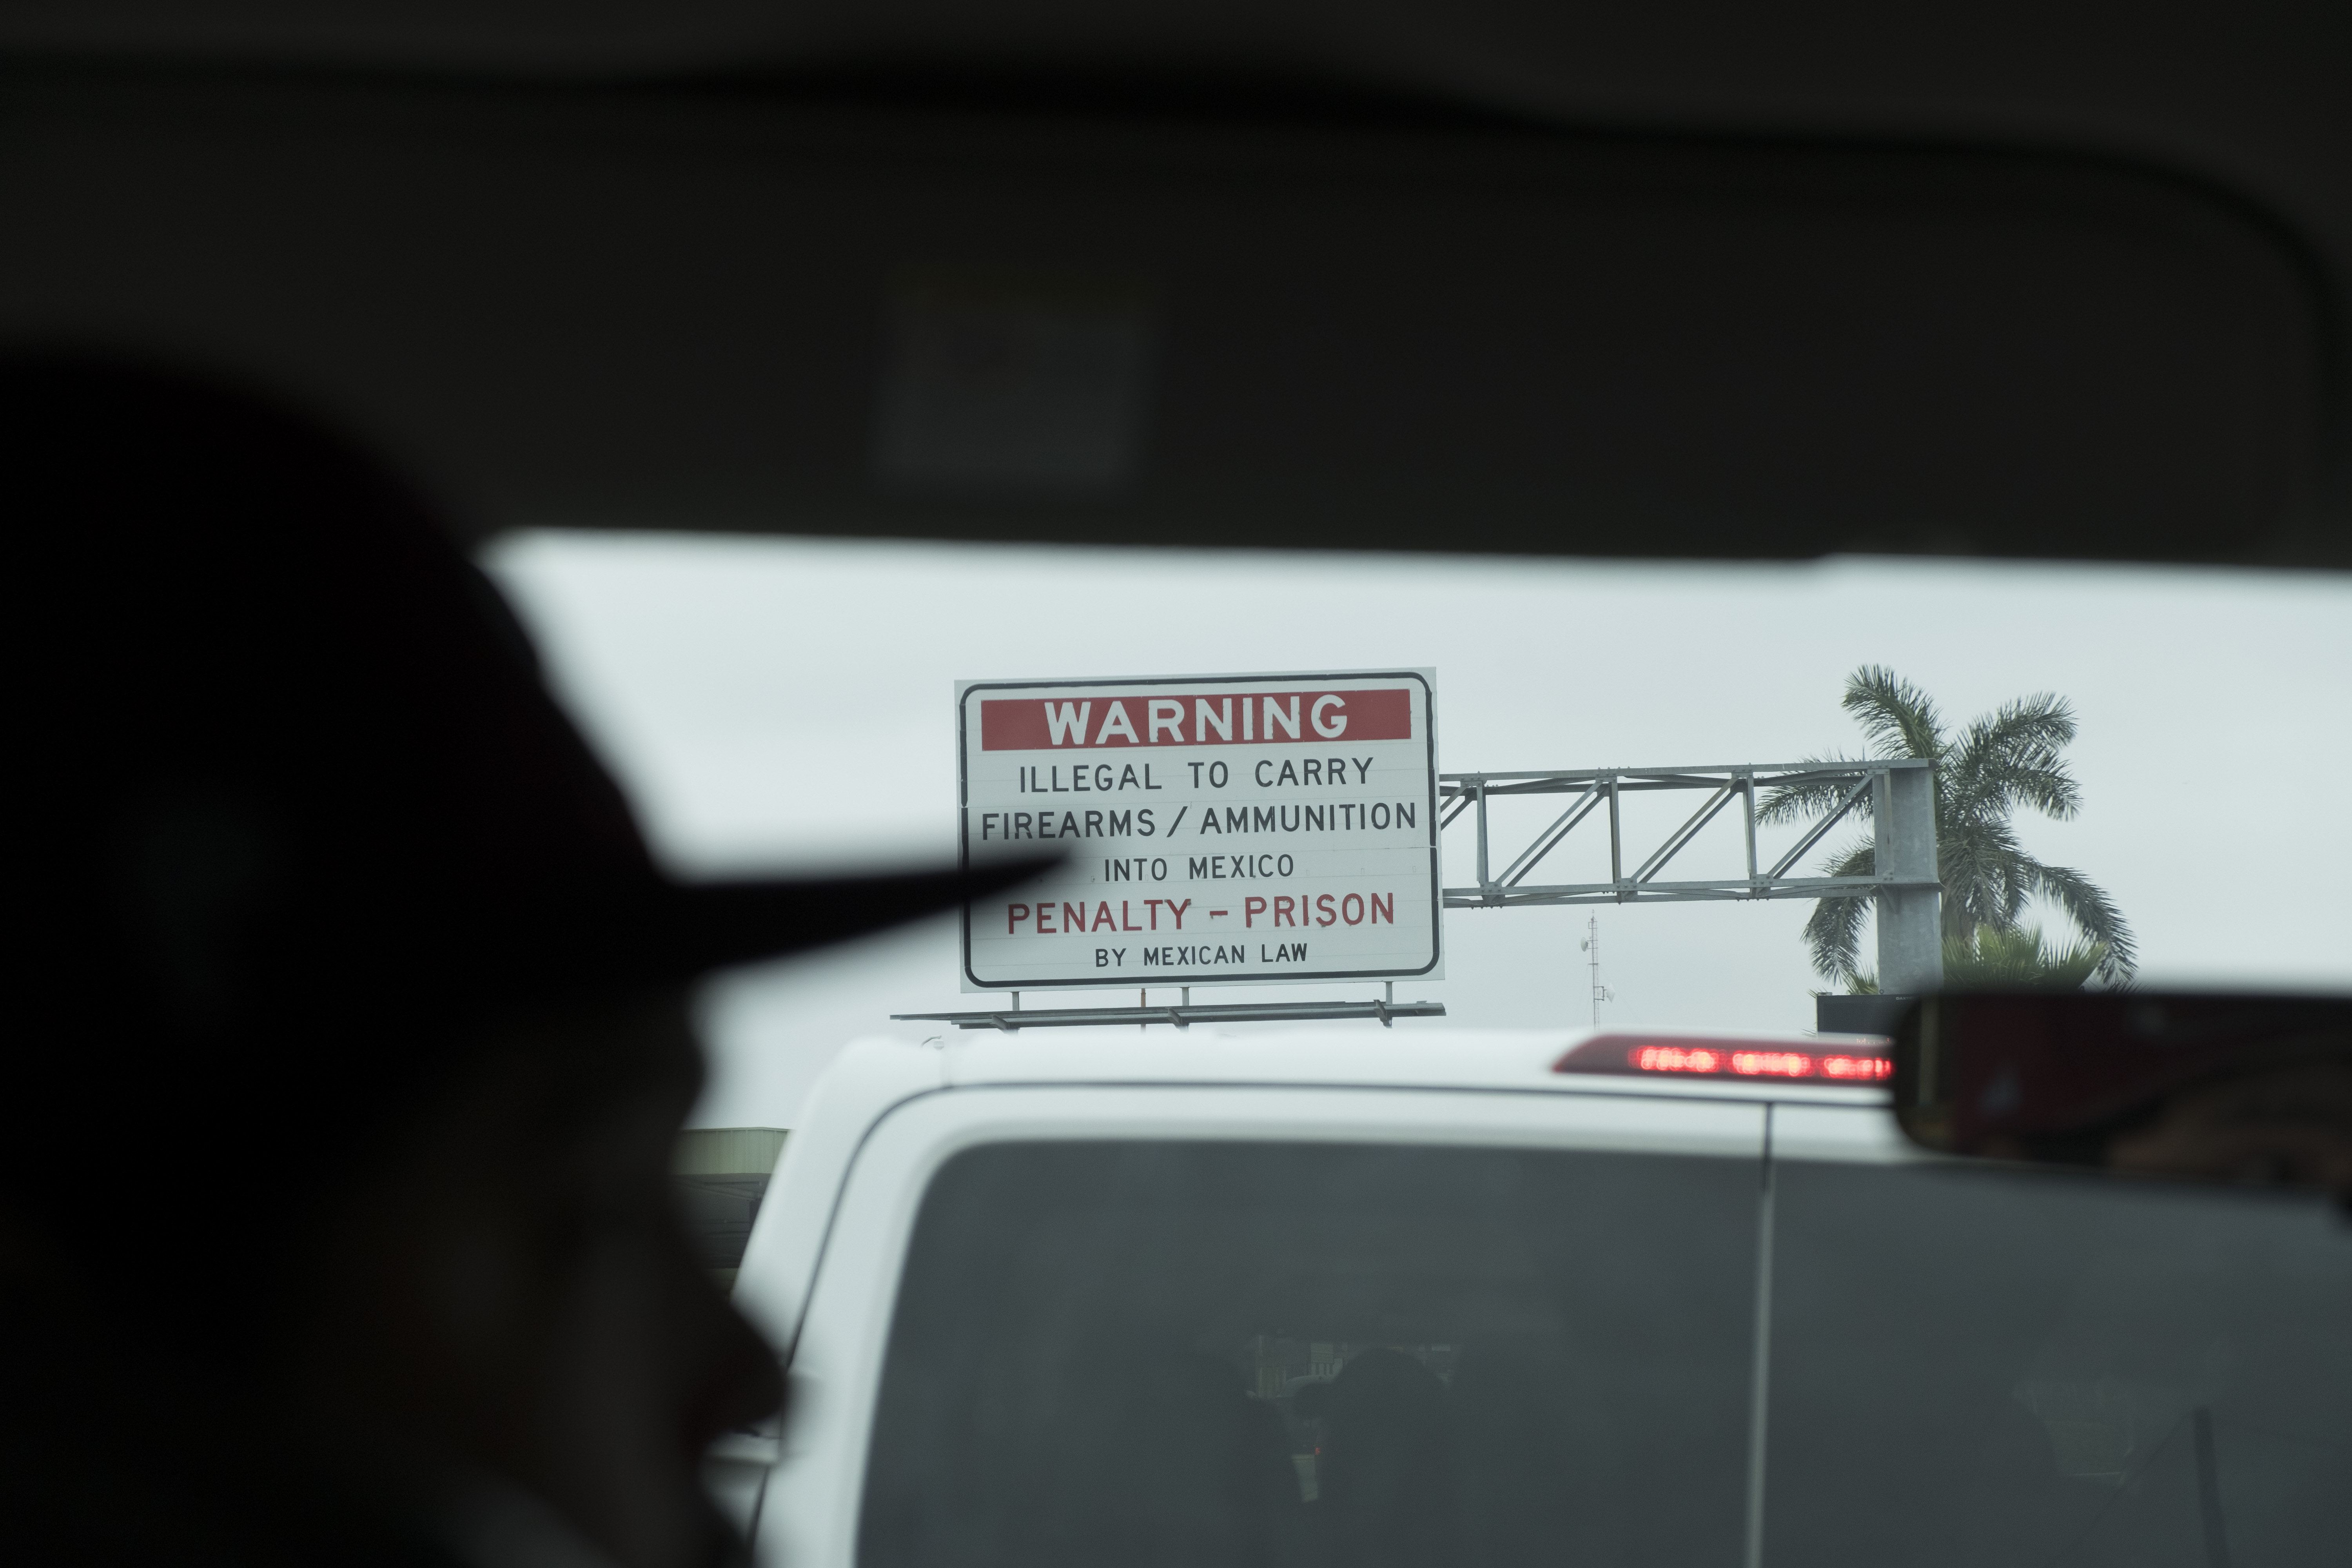 WARNING
ILLEGAL TO CARRY
FIREARMS / AMMUNITION
INTO MEXICO
PENALTY - PRISON
BY MEXICAN LAW